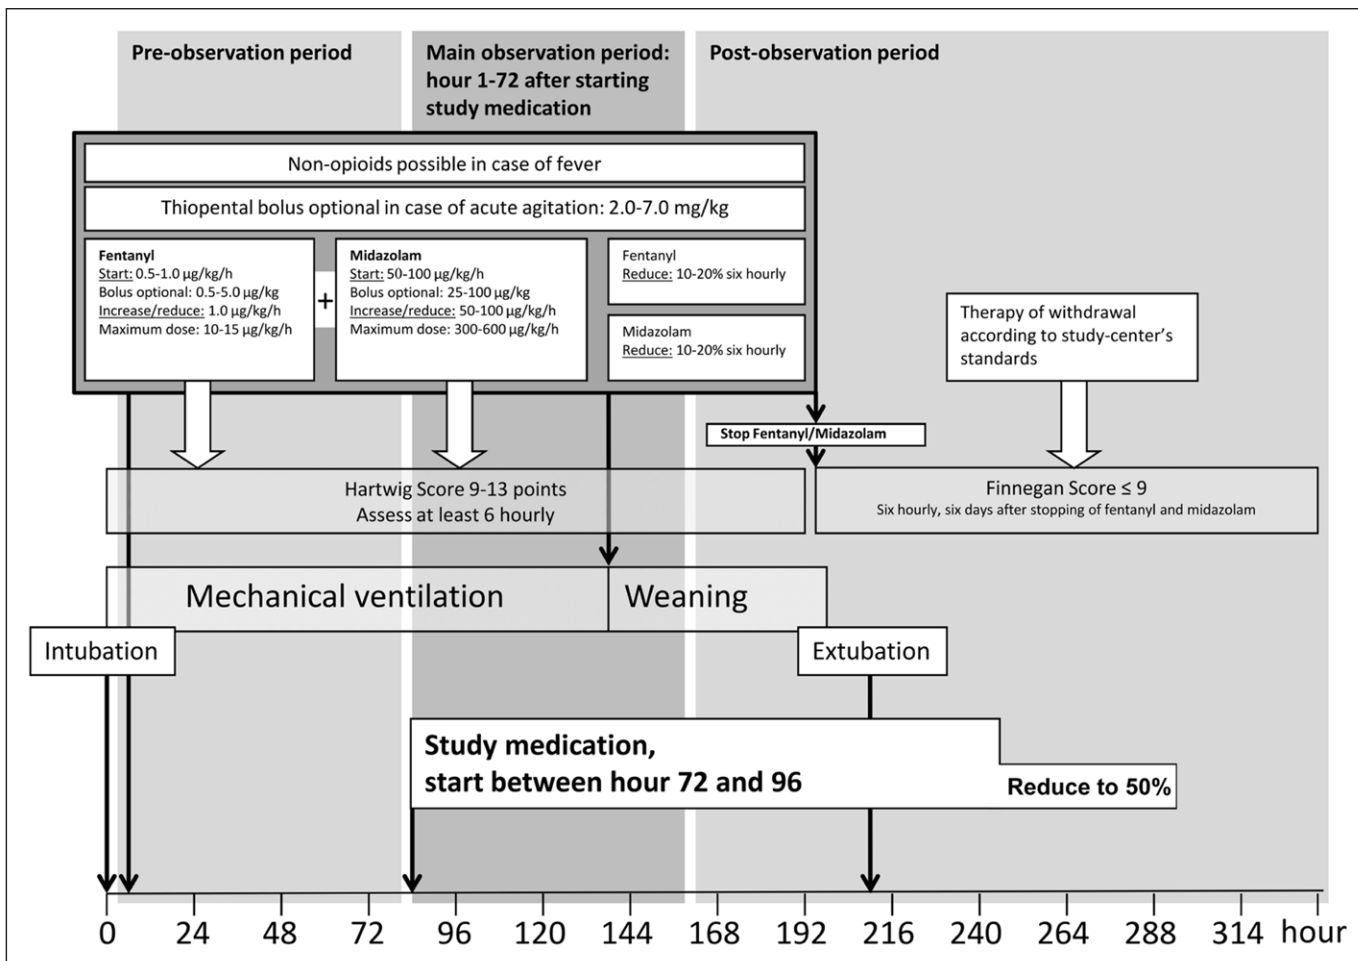 Pre-observation period
Main observation period:
hour 1-72 after starting
study medication
Post-observation period
Non-opioids possible in case of fever
Thiopental bolus optional in case of acute agitation: 2.0-7.0 mg/kg
Fentanyl
Start: 0.5-1.0 µg/kg/h
Bolus optional: 0.5-5.0 µg/kg
Increase/reduce: 1.0 µg/kg/h
Maximum dose: 10-15 µg/kg/h
+
Midazolam
Start: 50-100 µg/kg/h
Bolus optional: 25-100 µg/kg
Increase/reduce: 50-100 µg/kg/h
Maximum dose: 300-600 µg/kg/h
Fentanyl
Reduce: 10-20% six hourly
Midazolam
Reduce: 10-20% six hourly
Therapy of withdrawal
according to study-center's
standards
Stop Fentanyl/Midazolam
Hartwig Score 9-13 points
Assess at least 6 hourly
Finnegan Score ≤ 9
Six hourly, six days after stopping of fentanyl and midazolam
Mechanical ventilation
Weaning
Intubation
Extubation
Study medication,
start between hour 72 and 96
Reduce to 50%
0 24 48 72 96 120 144 168 192 216 240 264 288 314 hour